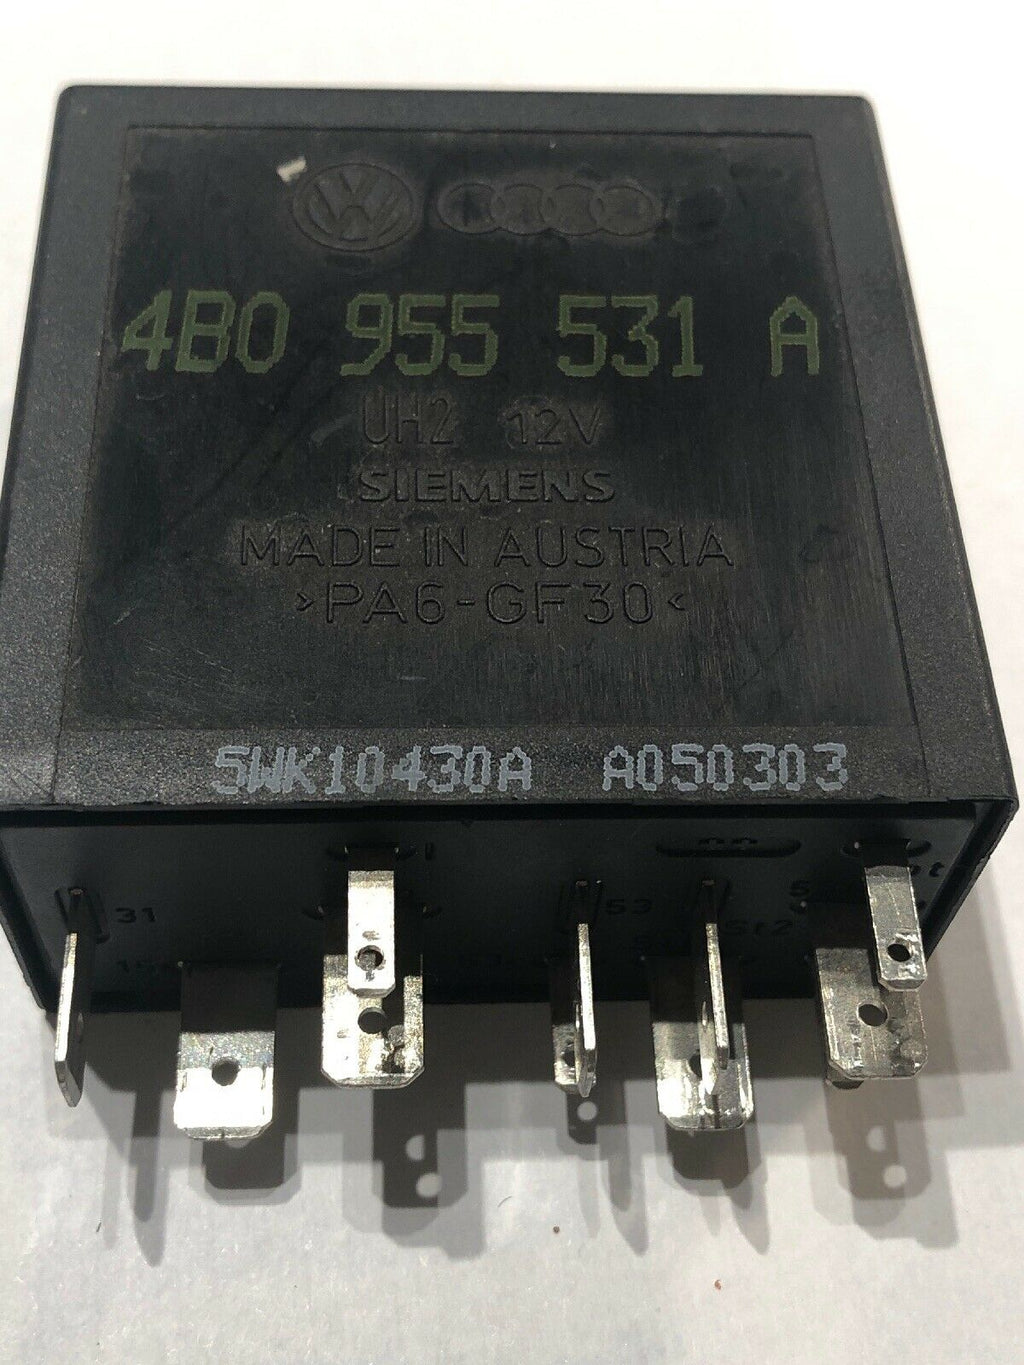 4B0 955 531 A
UH2 12V
SIEMENS
MADE IN AUSTRIA
>PA6-GF30<
5WK10430A A050303
31
53